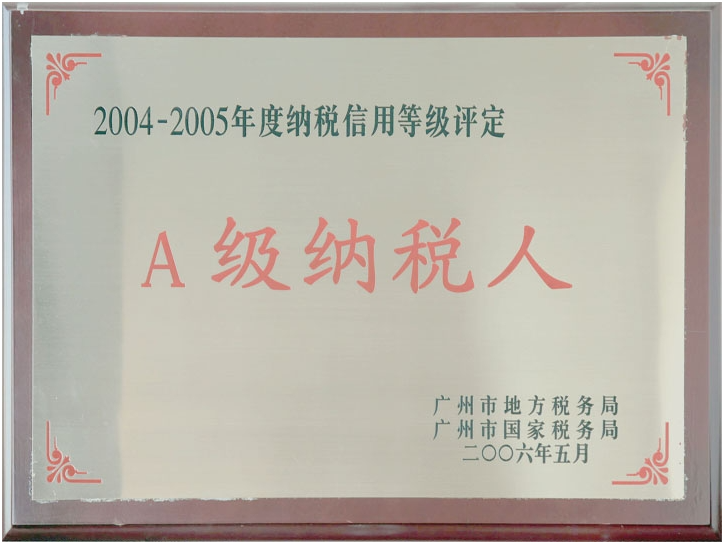 2004-2005年度纳税信用等级评定
A级纳税人
广州市地方税务局
广州市国家税务局
二〇〇六年五月